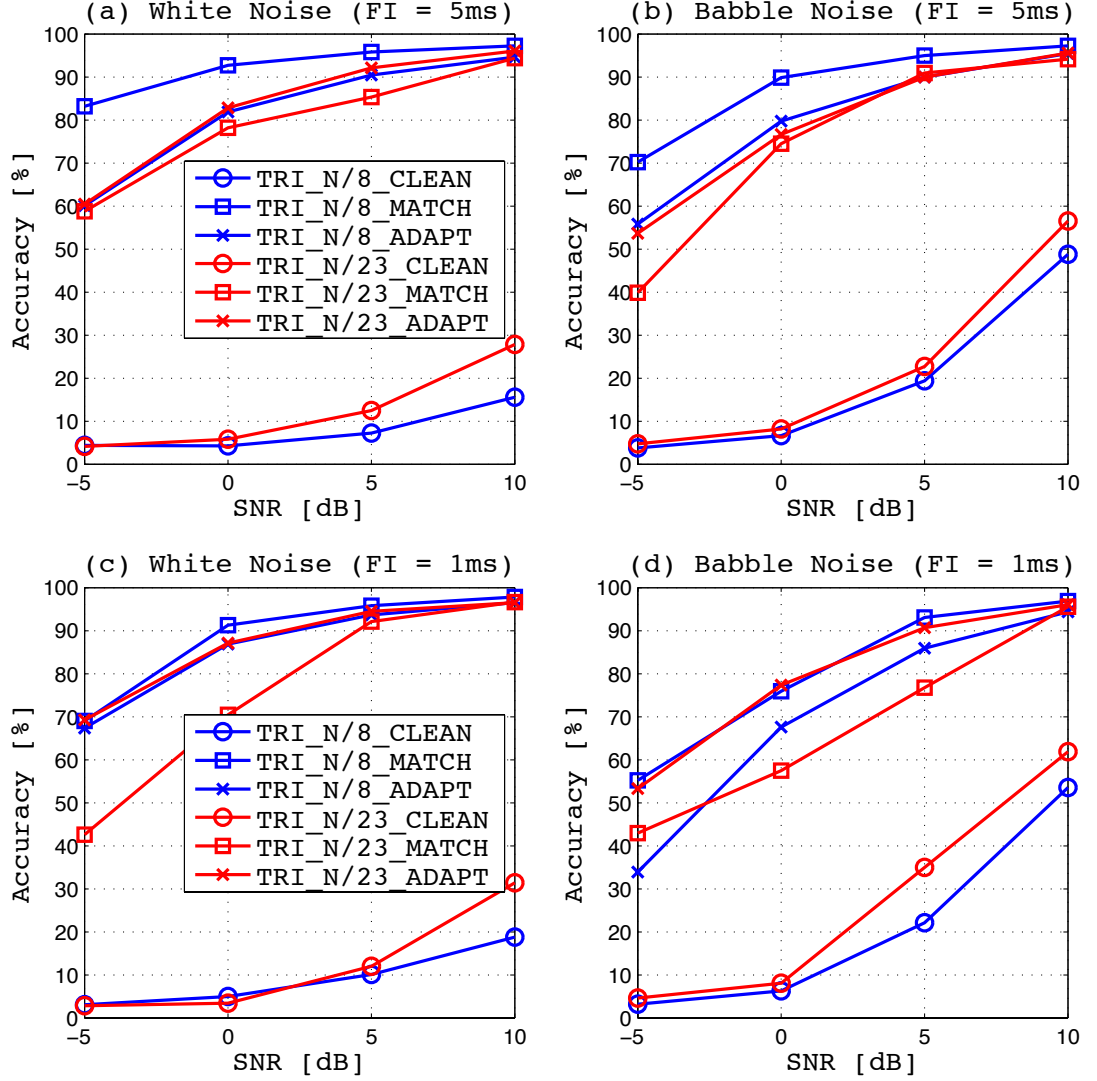 (a) White Noise (FI = 5ms)
100
90
80
70
60
50
40
30
20
10
0
Accuracy [%]
TRI_N/8_CLEAN
TRI_N/8_MATCH
TRI_N/8_ADAPT
TRI_N/23_CLEAN
TRI_N/23_MATCH
TRI_N/23_ADAPT
−5 0 5 10
SNR [dB]
(b) Babble Noise (FI = 5ms)
100
90
80
70
60
50
40
30
20
10
0
Accuracy [%]
−5 0 5 10
SNR [dB]
(c) White Noise (FI = 1ms)
100
90
80
70
60
50
40
30
20
10
0
Accuracy [%]
TRI_N/8_CLEAN
TRI_N/8_MATCH
TRI_N/8_ADAPT
TRI_N/23_CLEAN
TRI_N/23_MATCH
TRI_N/23_ADAPT
−5 0 5 10
SNR [dB]
(d) Babble Noise (FI = 1ms)
100
90
80
70
60
50
40
30
20
10
0
Accuracy [%]
−5 0 5 10
SNR [dB]